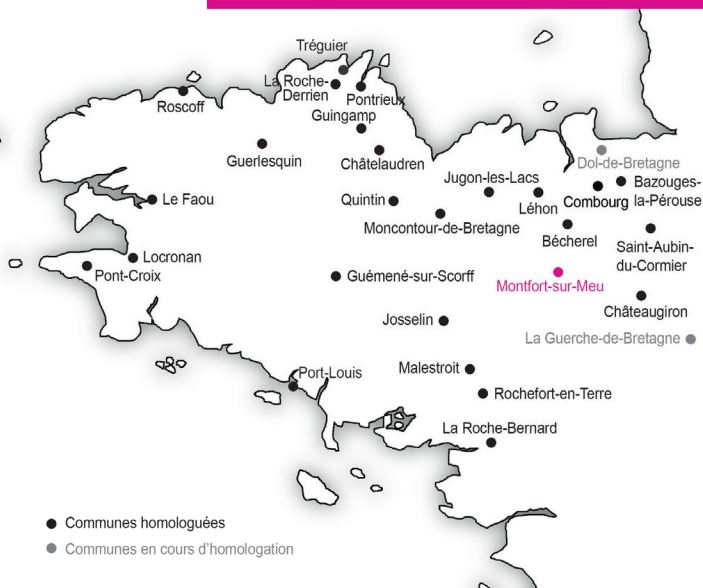 Tréguier
La Roche-
Derrien
Pontrieux
Roscoff
Guingamp
Guerlesquin
Châtelaudren
Dol-de-Bretagne
Jugon-les-Lacs
Bazouges-
la-Pérouse
Le Faou
Quintin
Léhon
Combourg
Moncontour-de-Bretagne
Bécherel
Saint-Aubin-
du-Cormier
Locronan
Pont-Croix
Guémené-sur-Scorff
Montfort-sur-Meu
Châteaugiron
Josselin
La Guerche-de-Bretagne
Port-Louis
Malestroit
Rochefort-en-Terre
La Roche-Bernard
Communes homologuées
Communes en cours d'homologation